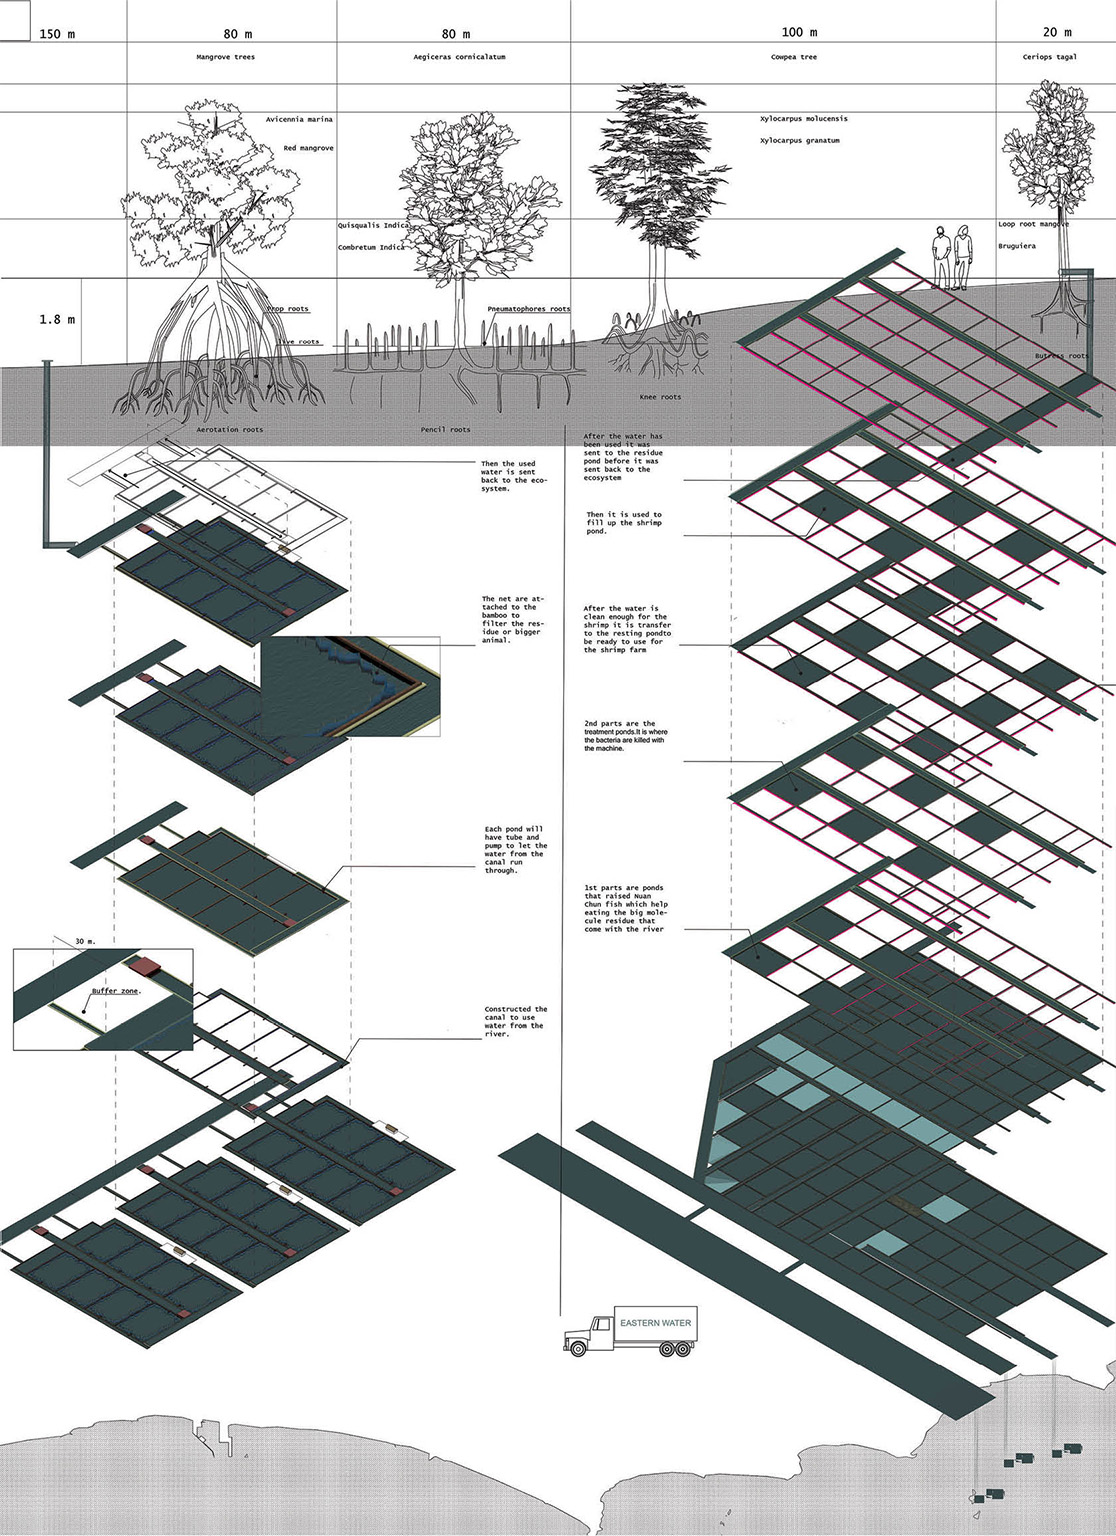 150 m
80 m
80 m
100 m
20 m
Mangrove trees
Aegiceras cornicalatum
Cowpea tree
Ceriops tagal
Avicennia marina
Red mangrove
Xylocarpus molucensis
Xylocarpus granatum
Quisqualis Indica
Combretum Indica
Loop root mangove
Bruguiera
1.8 m
Prop roots
Pneumatophores roots
Butress roots
Knee roots
Aerotation roots
Pencil roots
Then the used
water is sent
back to the eco-
system.
The net are at-
tached to the
bamboo to
filter the res-
idue or bigger
animal.
Each pond will
have tube and
pump to let the
water from the
canal run
through.
30 m.
Buffer zone.
Constructed the
canal to use
water from the
river.
After the water has
been used it was
sent to the residue
pond before it was
sent back to the
ecosystem
Then it is used to
fill up the shrimp
pond.
After the water is
clean enough for the
shrimp it is transfer
to the resting pondto
be ready to use for
the shrimp farm
2nd parts are the
treatment ponds.It is where
the bacteria are killed with
the machine.
1st parts are ponds
that raised Nuan
Chun fish which help
eating the big mole-
cule residue that
come with the river
EASTERN WATER